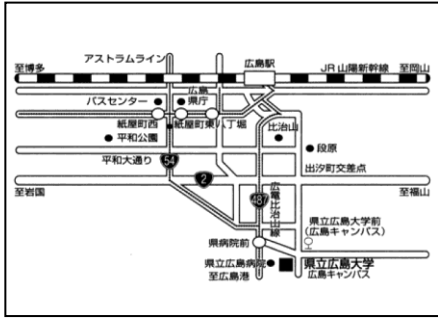 アストラムライン
広島駅
至博多
JR山陽新幹線
至岡山
広島
県庁
バスセンター
紙屋町西
紙屋町東
八丁堀
比治山
平和公園
段原
平和大通り
54
出汐町交差点
2
至岩国
487
広電比治山線
至福山
県病院前
県立広島大学前
(広島キャンパス)
県立広島病院
県立広島大学
広島キャンパス
至広島港